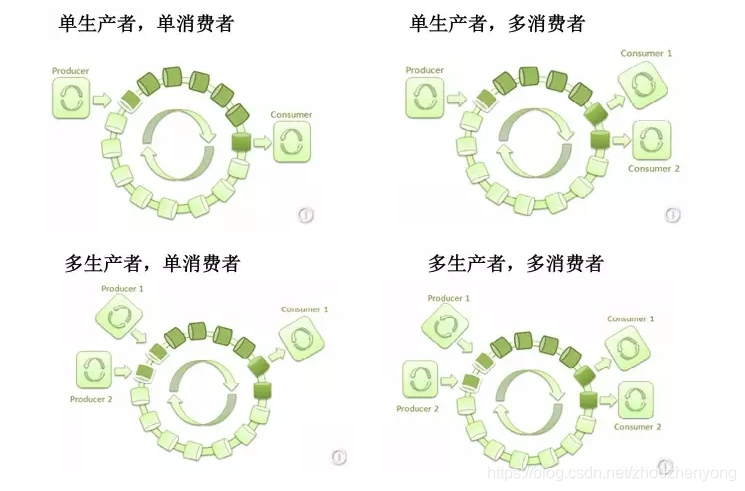 单生产者，单消费者
单生产者，多消费者
Producer
Consumer
Producer
Consumer 1
Consumer 2
多生产者，单消费者
多生产者，多消费者
Producer 1
Producer 2
Consumer 1
Producer 1
Producer 2
Consumer 1
Consumer 2
https://blog.csdn.net/zhouzhenyong